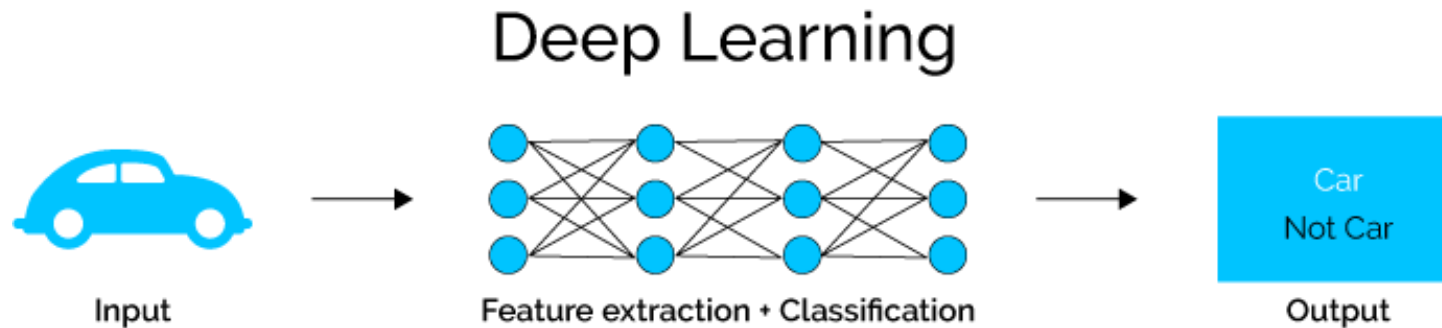 Deep Learning
Car
Not Car
Input
Feature extraction + Classification
Output